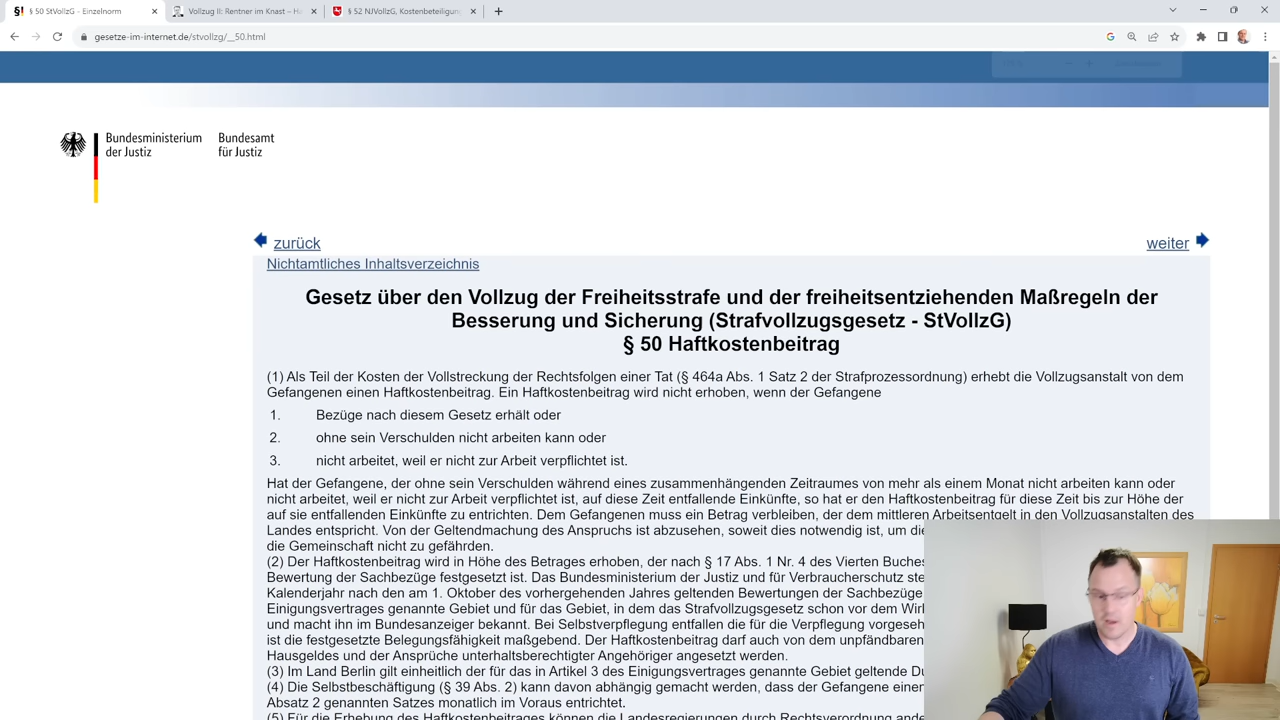 § 50 StVollzG - Einzelnorm
Vollzug II: Rentner im Knast –
§ 52 NJVollzG, Kostenbeteiligung
gesetze-im-internet.de/stvollzg/__50.html
Bundesministerium
der Justiz
Bundesamt
für Justiz
zurück
weiter
Nichtamtliches Inhaltsverzeichnis
Gesetz über den Vollzug der Freiheitsstrafe und der freiheitsentziehenden Maßregeln der
Besserung und Sicherung (Strafvollzugsgesetz - StVollzG)
§ 50 Haftkostenbeitrag
(1) Als Teil der Kosten der Vollstreckung der Rechtsfolgen einer Tat (§ 464a Abs. 1 Satz 2 der Strafprozessordnung) erhebt die Vollzugsanstalt von dem
Gefangenen einen Haftkostenbeitrag. Ein Haftkostenbeitrag wird nicht erhoben, wenn der Gefangene
1. Bezüge nach diesem Gesetz erhält oder
2. ohne sein Verschulden nicht arbeiten kann oder
3. nicht arbeitet, weil er nicht zur Arbeit verpflichtet ist.
Hat der Gefangene, der ohne sein Verschulden während eines zusammenhängenden Zeitraumes von mehr als einem Monat nicht arbeiten kann oder
nicht arbeitet, weil er nicht zur Arbeit verpflichtet ist, auf diese Zeit entfallende Einkünfte, so hat er den Haftkostenbeitrag für diese Zeit bis zur Höhe der
auf sie entfallenden Einkünfte zu entrichten. Dem Gefangenen muss ein Betrag verbleiben, der dem mittleren Arbeitsentgelt in den Vollzugsanstalten des
Landes entspricht. Von der Geltendmachung des Anspruchs ist abzusehen, soweit dies notwendig ist, um die
die Gemeinschaft nicht zu gefährden.
(2) Der Haftkostenbeitrag wird in Höhe des Betrages erhoben, der nach § 17 Abs. 1 Nr. 4 des Vierten Buches
Bewertung der Sachbezüge festgesetzt ist. Das Bundesministerium der Justiz und für Verbraucherschutz ste
Kalenderjahr nach den am 1. Oktober des vorhergehenden Jahres geltenden Bewertungen der Sachbezüge
Einigungsvertrages genannte Gebiet und für das Gebiet, in dem das Strafvollzugsgesetz schon vor dem Wirk
und macht ihn im Bundesanzeiger bekannt. Bei Selbstverpflegung entfallen die für die Verpflegung vorgeseh
ist die festgesetzte Belegungsfähigkeit maßgebend. Der Haftkostenbeitrag darf auch von dem unpfändbaren
Hausgeldes und der Ansprüche unterhaltsberechtigter Angehöriger angesetzt werden.
(3) Im Land Berlin gilt einheitlich der für das in Artikel 3 des Einigungsvertrages genannte Gebiet geltende Du
(4) Die Selbstbeschäftigung (§ 39 Abs. 2) kann davon abhängig gemacht werden, dass der Gefangene einen
Absatz 2 genannten Satzes monatlich im Voraus entrichtet.
(5) Für die Erhebung des Haftkostenbeitrages können die Landesregierungen durch Rechtsverordnung ande